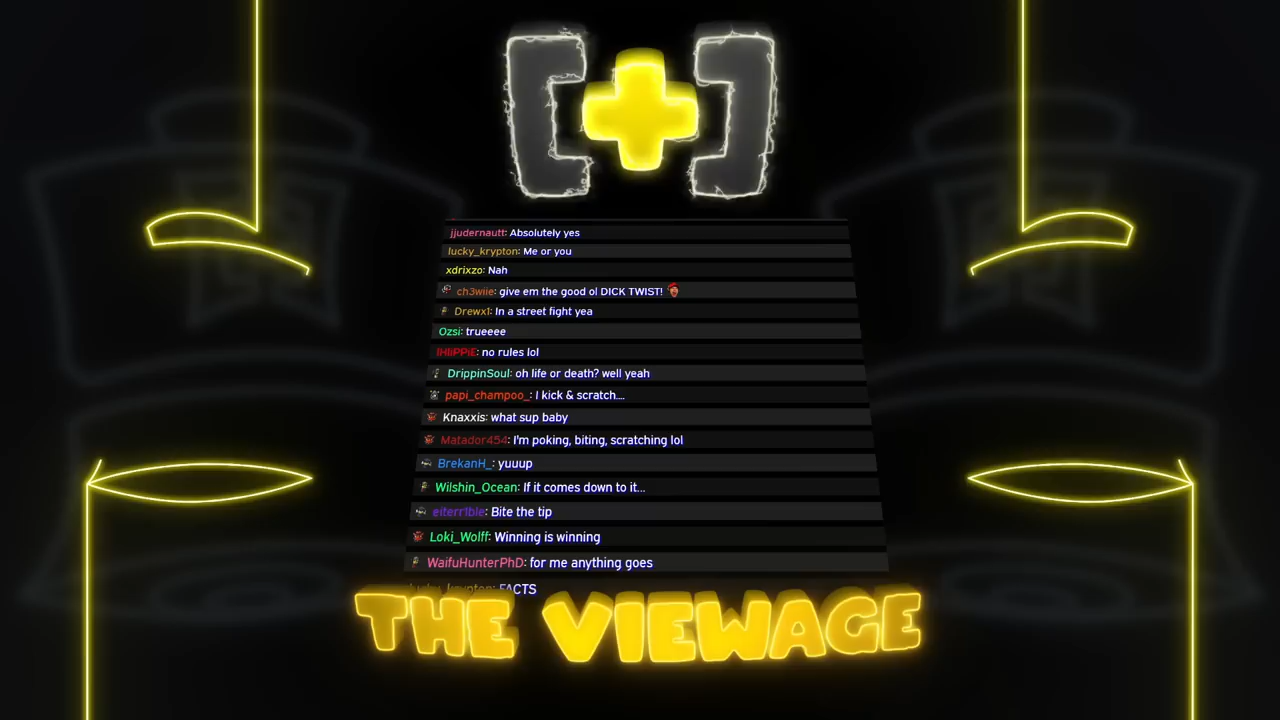 jjudernautt: Absolutely yes
lucky_krypton: Me or you
xdrixzo: Nah
ch3wiie: give em the good ol DICK TWIST!
Drewx1: In a street fight yea
Ozsi: trueeee
IHIiPPiE: no rules lol
DrippinSoul: oh life or death? well yeah
papi_champoo_: I kick & scratch....
Knaxxis: what sup baby
Matador454: I'm poking, biting, scratching lol
BrekanH_: yuuup
Wilshin_Ocean: If it comes down to it...
eiterr1ble: Bite the tip
Loki_Wolff: Winning is winning
WaifuHunterPhD: for me anything goes
lucky_krypton: FACTS
THE VIEWAGE